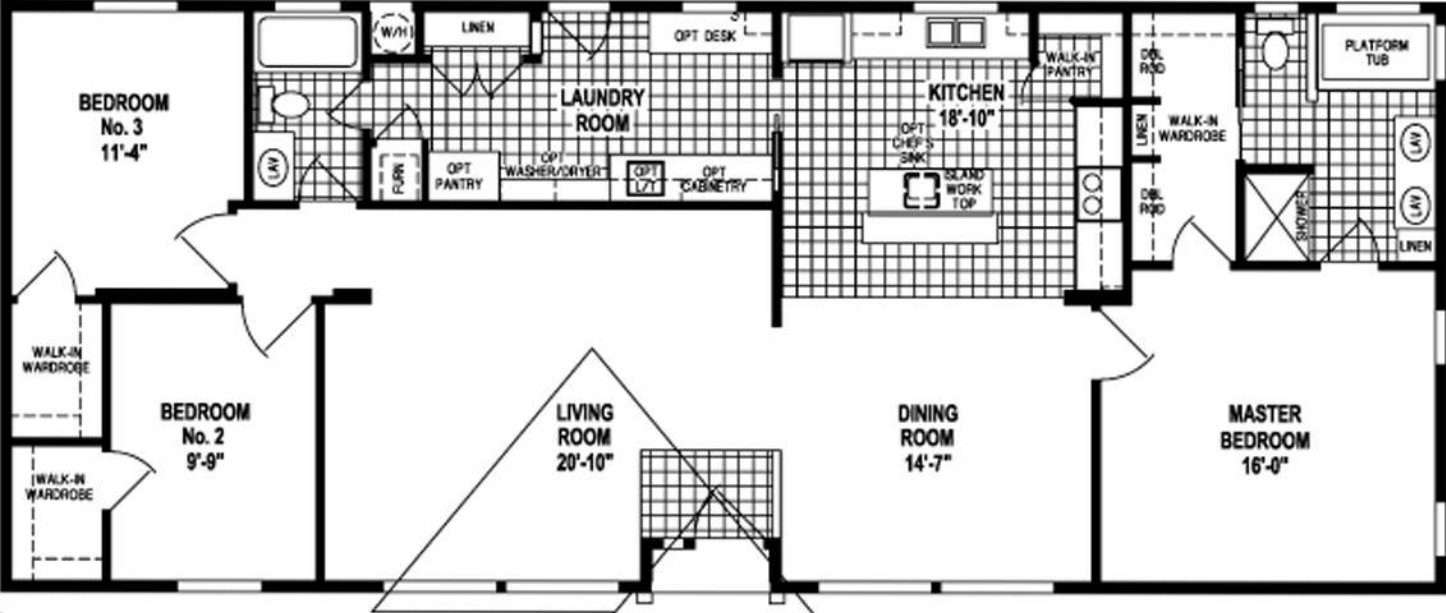 BEDROOM
No. 3
11'-4"
W/H
LINEN
OPT DESK
LAUNDRY
ROOM
LAV
FURN
OPT
PANTRY
OPT
WASHER/DRYER
OPT
L/T
OPT
CABINETRY
KITCHEN
18'-10"
WALK-IN
PANTRY
OPT
CHEF'S
SINK
ISLAND
WORK
TOP
DBL
ROD
LINEN
WALK-IN
WARDROBE
DBL
ROD
PLATFORM
TUB
LAV
LAV
SHOWER
LINEN
WALK-IN
WARDROBE
WALK-IN
WARDROBE
BEDROOM
No. 2
9'-9"
LIVING
ROOM
20'-10"
DINING
ROOM
14'-7"
MASTER
BEDROOM
16'-0"